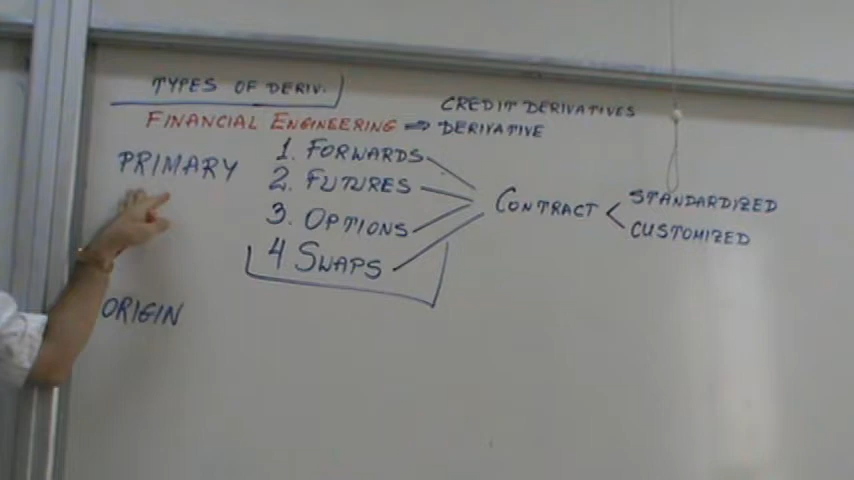 TYPES OF DERIV.
CREDIT DERIVATIVES
FINANCIAL ENGINEERING ⇒ DERIVATIVE
PRIMARY
1. FORWARDS
2. FUTURES
3. OPTIONS
4 SWAPS
CONTRACT < STANDARDIZED
CUSTOMIZED
ORIGIN